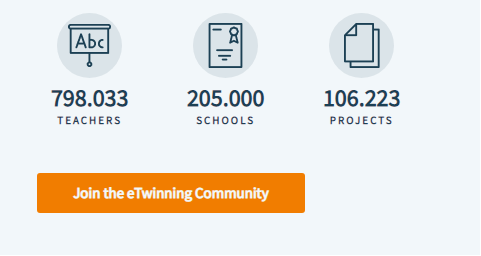 Abc
798.033 205.000 106.223
TEACHERS SCHOOLS PROJECTS
Join the eTwinning Community